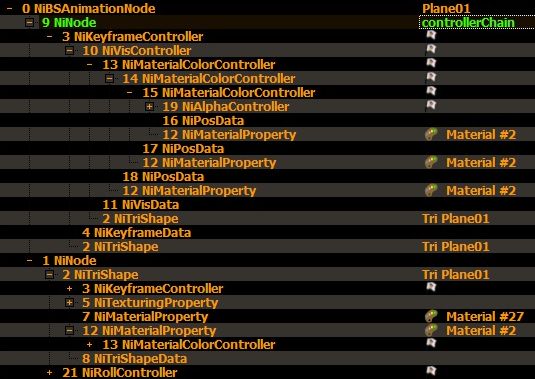 0 NiBSAnimationNode Plane01
9 NiNode controllerChain
3 NiKeyframeController
10 NiVisController
13 NiMaterialColorController
14 NiMaterialColorController
15 NiMaterialColorController
19 NiAlphaController
16 NiPosData
12 NiMaterialProperty Material #2
17 NiPosData
12 NiMaterialProperty Material #2
18 NiPosData
12 NiMaterialProperty Material #2
11 NiVisData
2 NiTriShape Tri Plane01
4 NiKeyframeData
2 NiTriShape Tri Plane01
1 NiNode
2 NiTriShape Tri Plane01
3 NiKeyframeController
5 NiTexturingProperty
7 NiMaterialProperty Material #27
12 NiMaterialProperty Material #2
13 NiMaterialColorController
8 NiTriShapeData
21 NiRollController